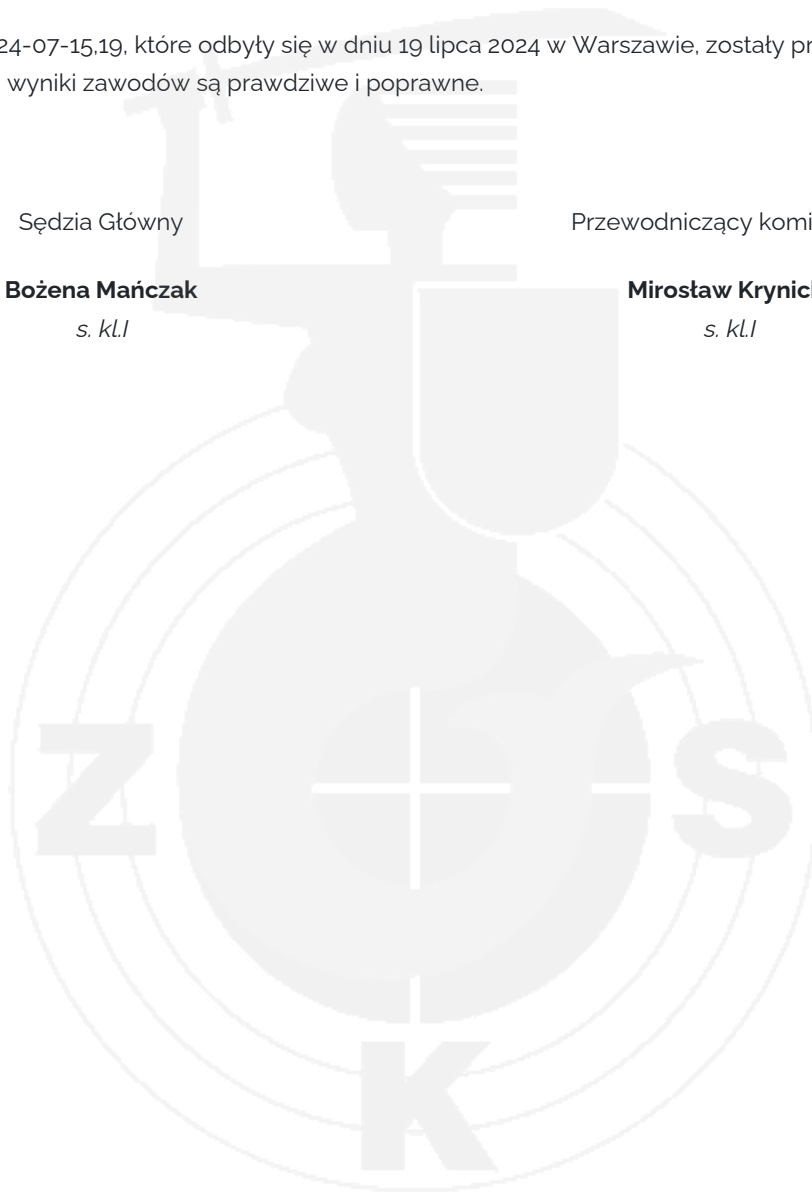 24-07-15,19, które odbyły się w dniu 19 lipca 2024 w Warszawie, zostały pr
wyniki zawodów są prawdziwe i poprawne.
Sędzia Główny
Przewodniczący komi
Bożena Mańczak
Mirosław Krynic
s. kl.I
s. kl.I
Z
S
K